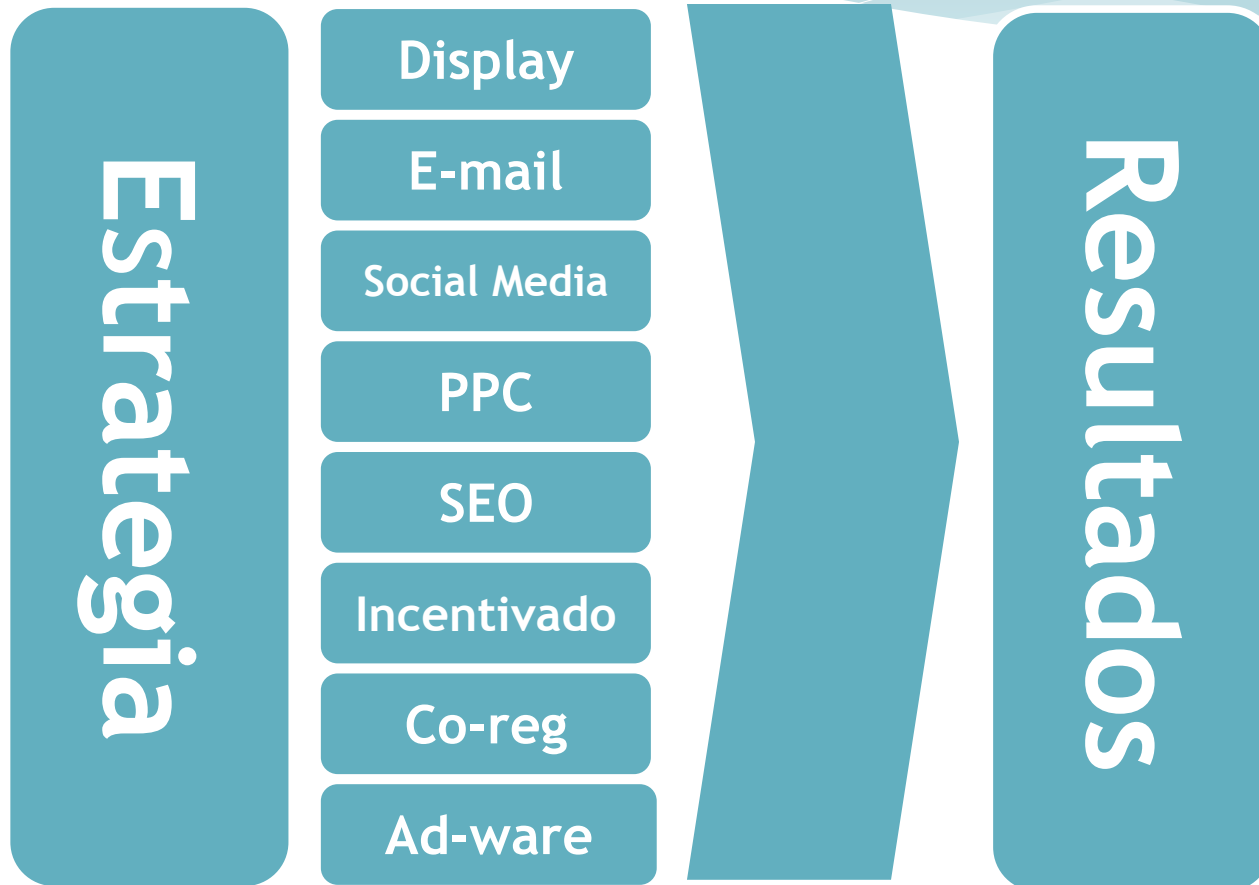 Estrategia
Display
E-mail
Social Media
PPC
SEO
Incentivado
Co-reg
Ad-ware
Resultados